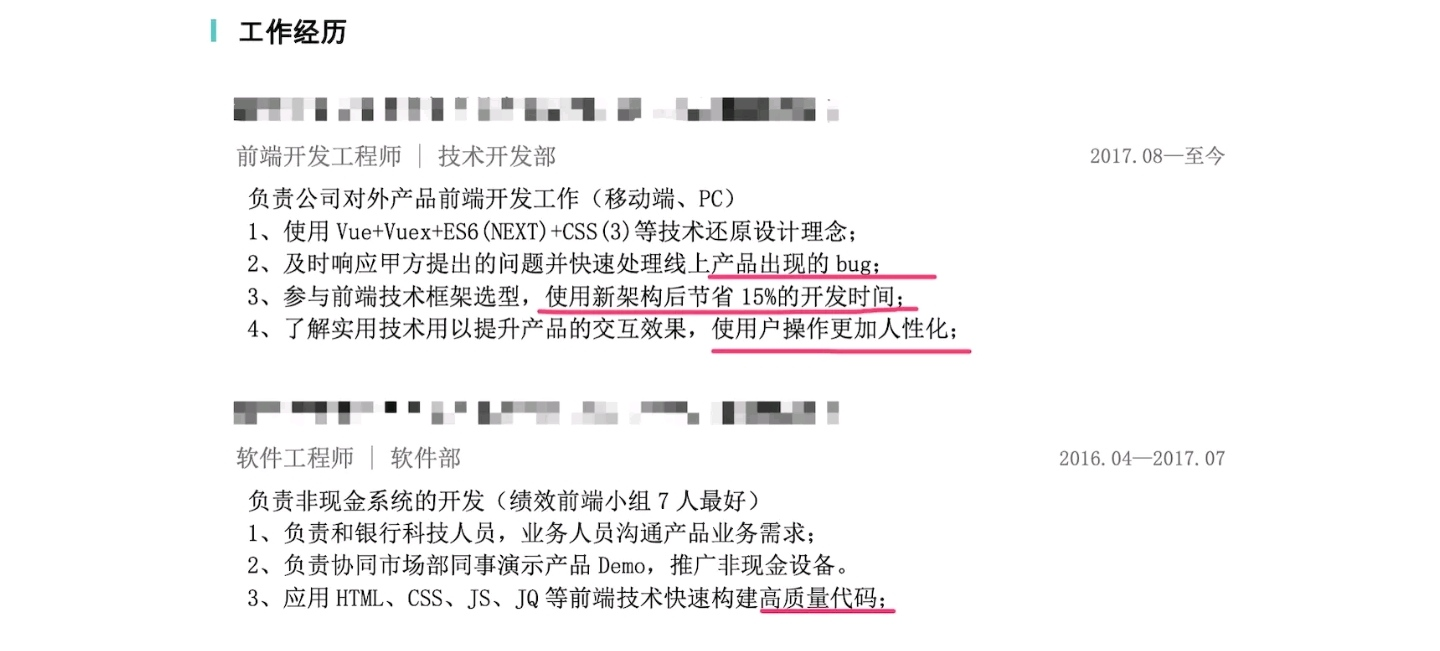 工作经历
前端开发工程师 | 技术开发部 2017.08—至今
负责公司对外产品前端开发工作（移动端、PC）
1、使用 Vue+Vuex+ES6(NEXT)+CSS(3)等技术还原设计理念；
2、及时响应甲方提出的问题并快速处理线上产品出现的 bug；
3、参与前端技术框架选型，使用新架构后节省 15%的开发时间；
4、了解实用技术用以提升产品的交互效果，使用户操作更加人性化；
软件工程师 | 软件部 2016.04—2017.07
负责非现金系统的开发（绩效前端小组 7 人最好）
1、负责和银行科技人员，业务人员沟通产品业务需求；
2、负责协同市场部同事演示产品 Demo，推广非现金设备。
3、应用 HTML、CSS、JS、JQ 等前端技术快速构建高质量代码；